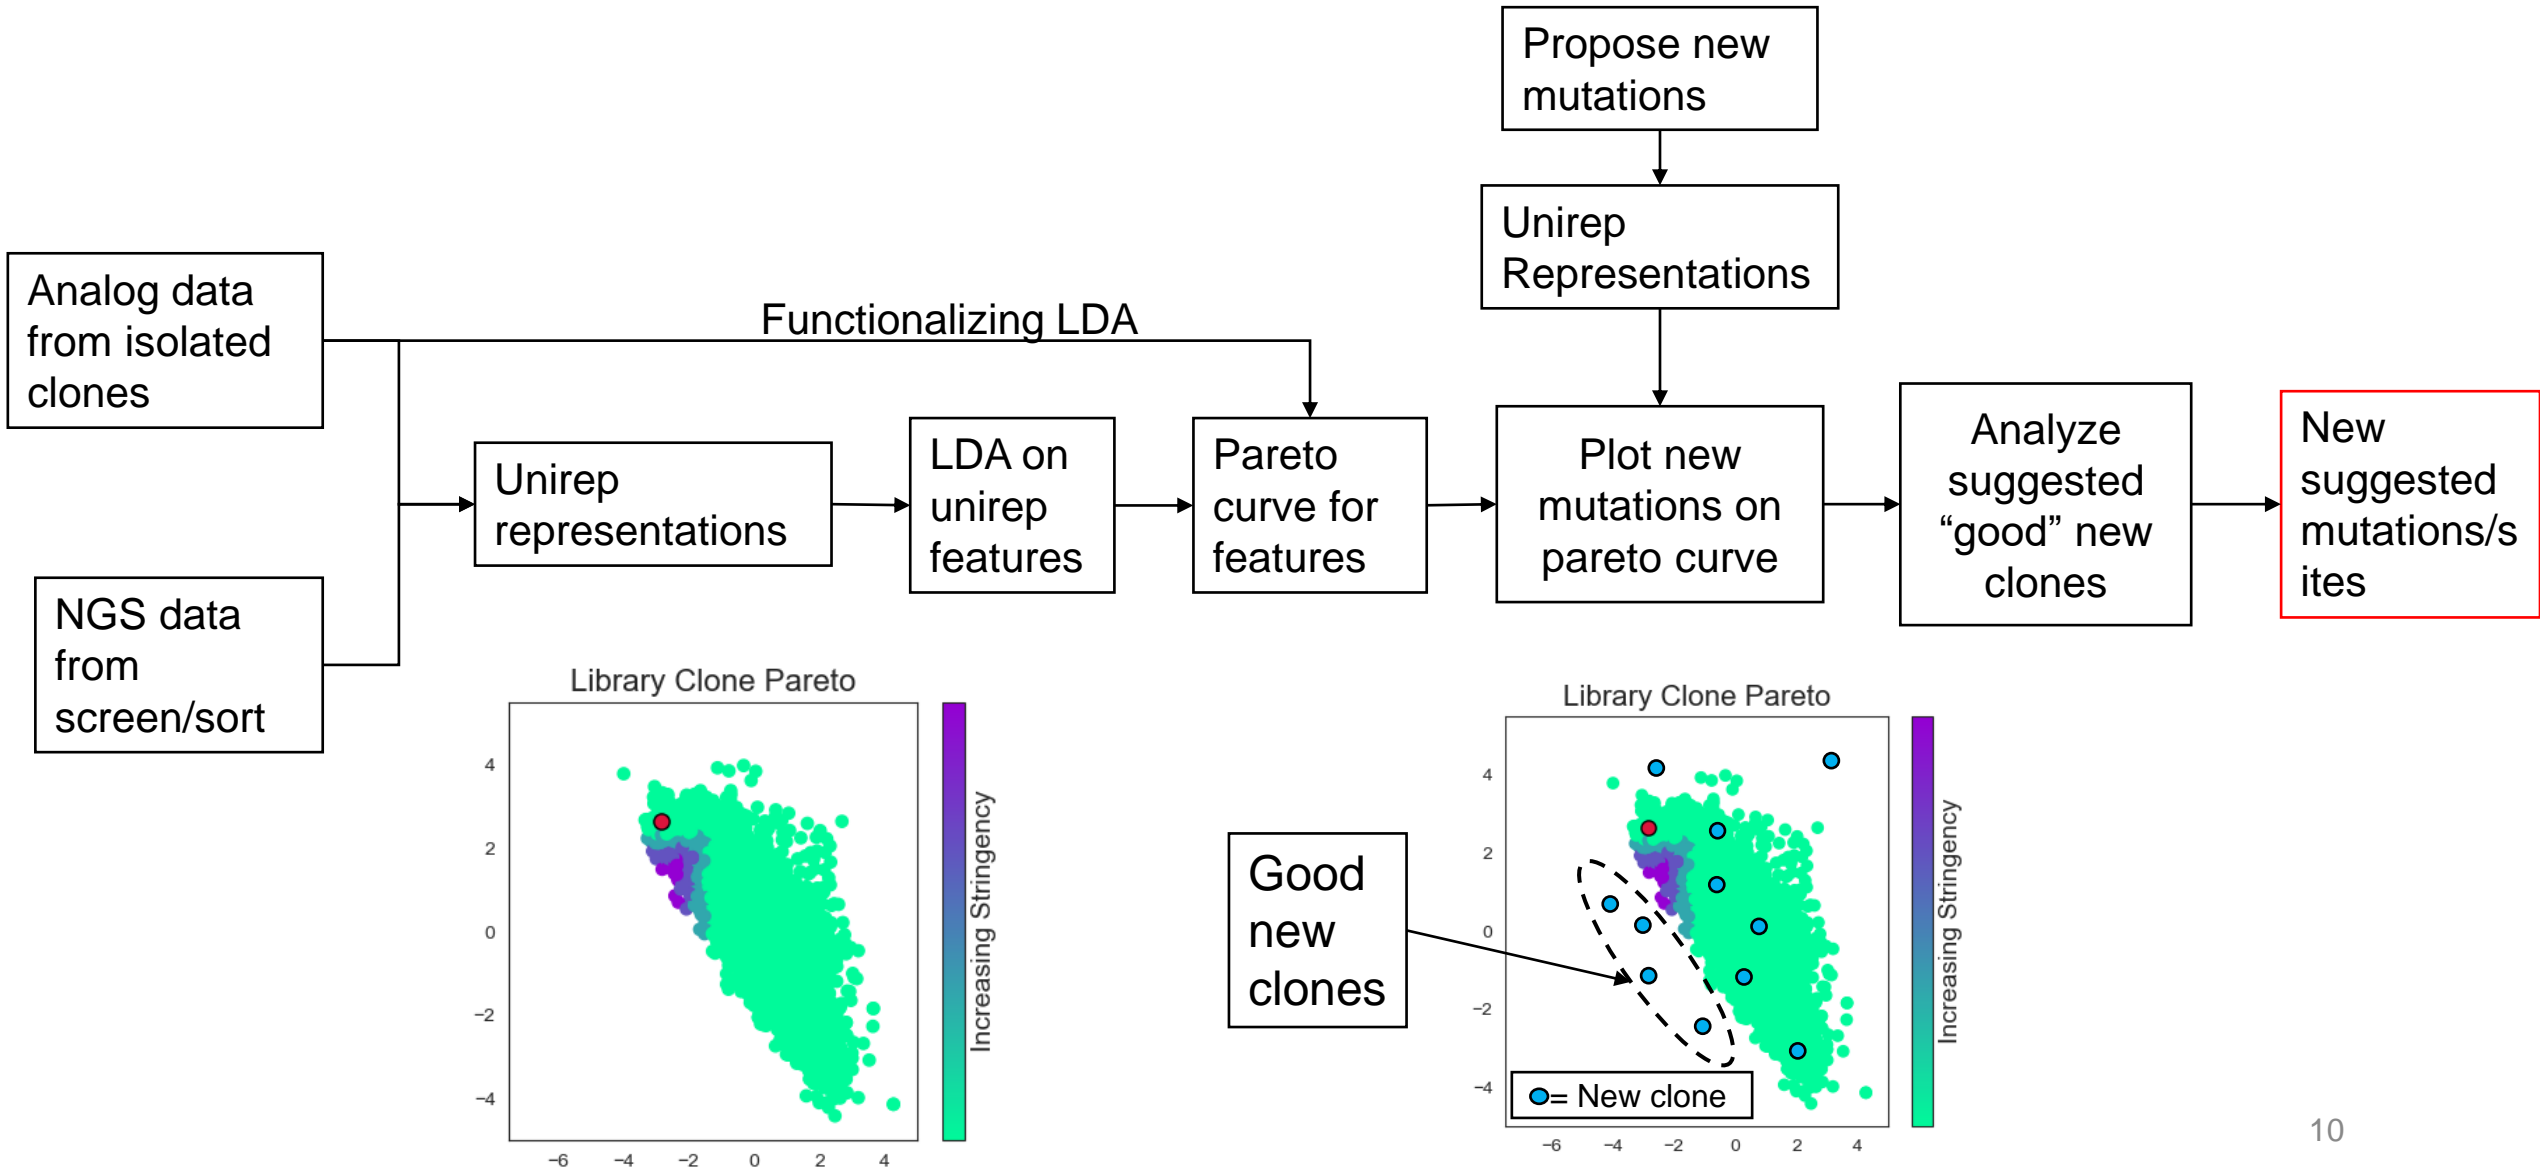 Propose new
mutations
Unirep
Representations
Analog data
from isolated
clones
Functionalizing LDA
NGS data
from
screen/sort
Unirep
representations
LDA on
unirep
features
Pareto
curve for
features
Plot new
mutations on
pareto curve
Analyze
suggested
“good” new
clones
New
suggested
mutations/s
ites
Library Clone Pareto
4
2
0
−2
−4
−6 −4 −2 0 2 4
Increasing Stringency
Good
new
clones
Library Clone Pareto
4
2
0
−2
−4
= New clone
−6 −4 −2 0 2 4
Increasing Stringency
10